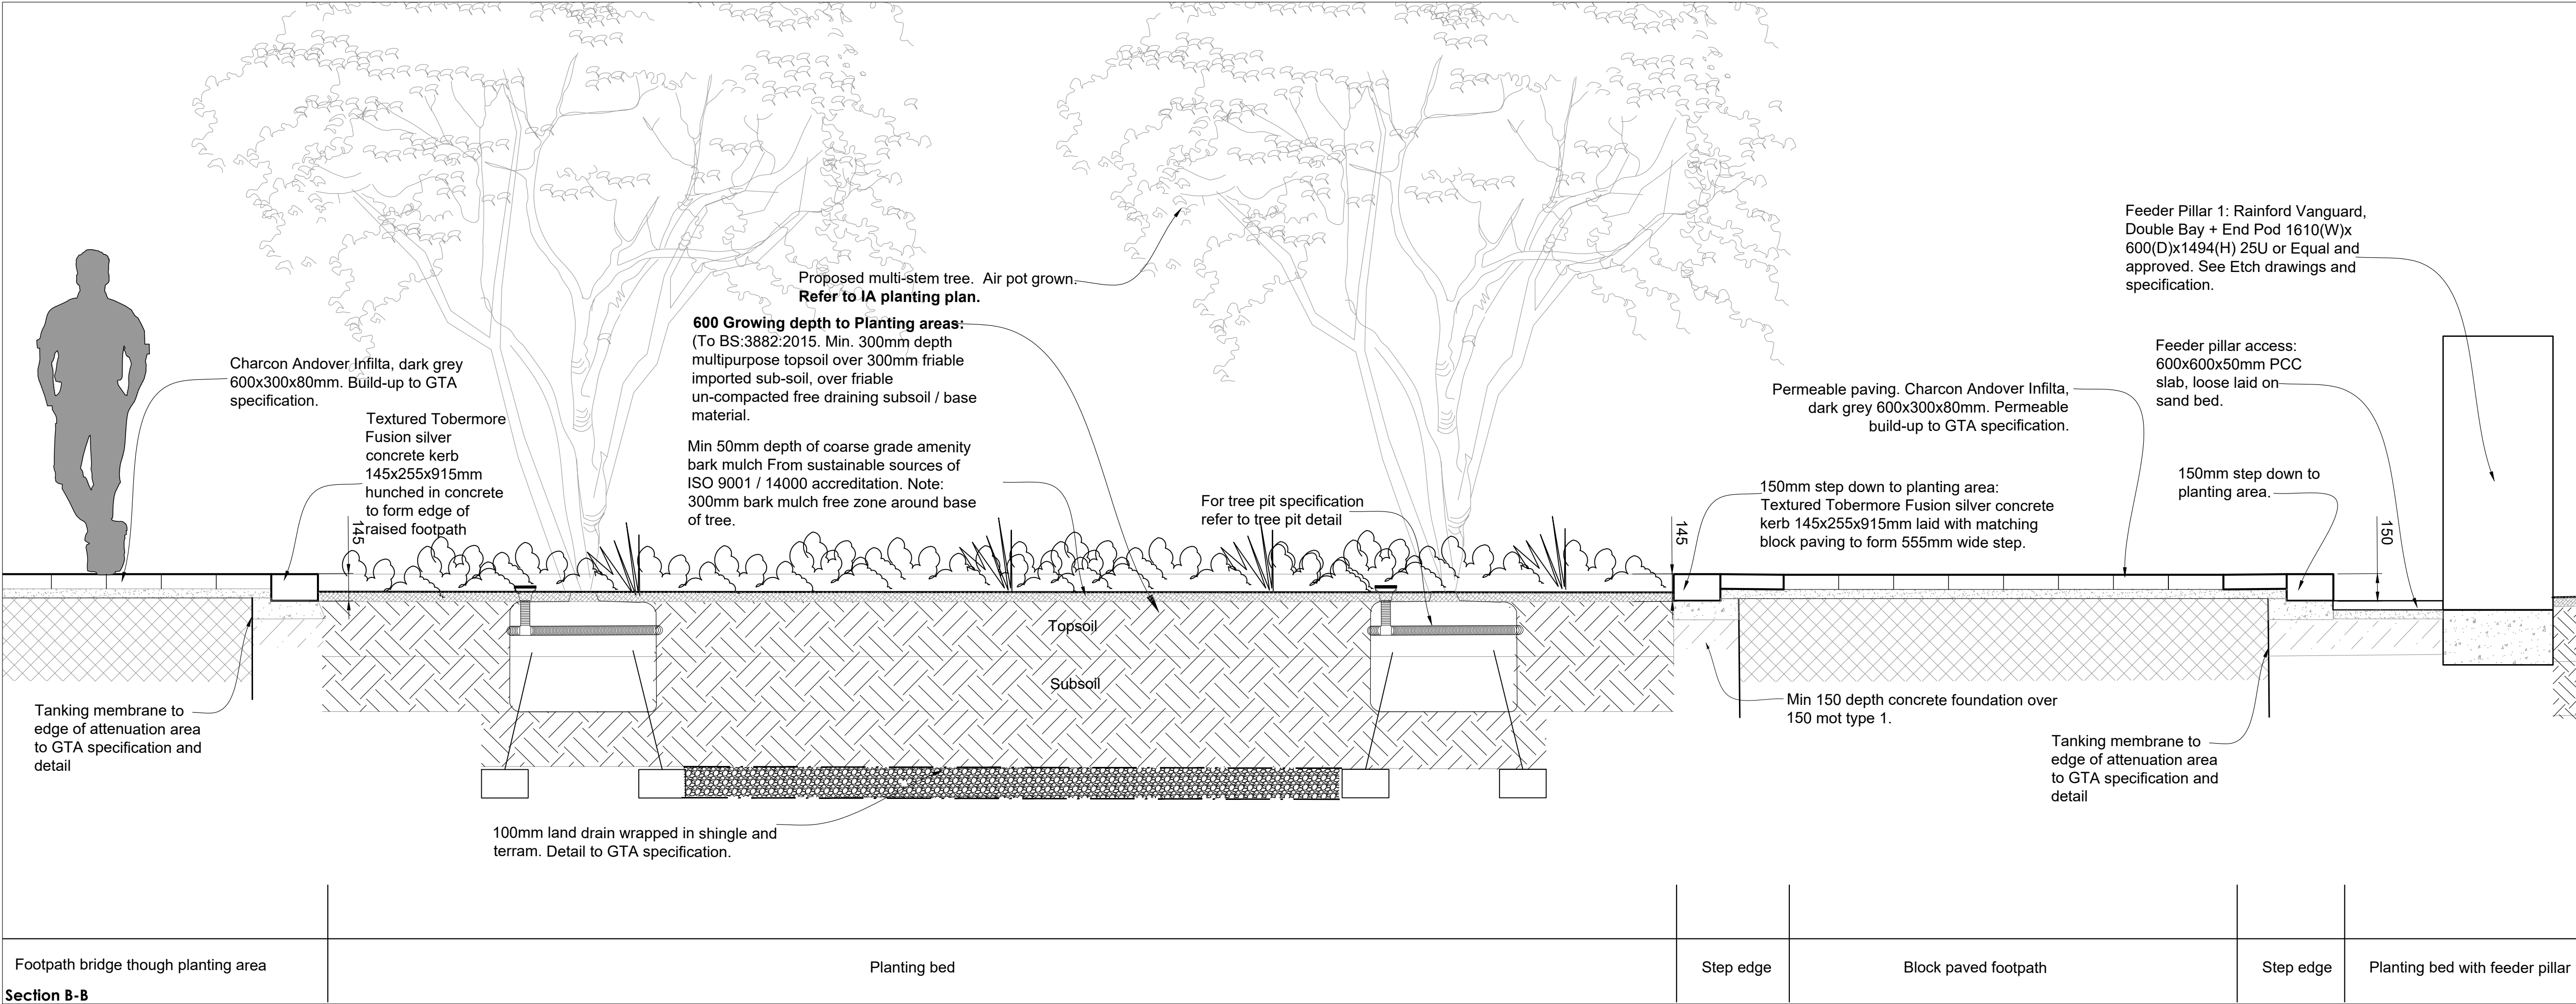 Proposed multi-stem tree.  Air pot grown.
Refer to IA planting plan.
600 Growing depth to Planting areas:
(To BS:3882:2015. Min. 300mm depth
multipurpose topsoil over 300mm friable
imported sub-soil, over friable
un-compacted free draining subsoil / base
material.
Min 50mm depth of coarse grade amenity
bark mulch From sustainable sources of
ISO 9001 / 14000 accreditation. Note:
300mm bark mulch free zone around base
of tree.
Charcon Andover Infilta, dark grey
600x300x80mm. Build-up to GTA
specification.
Textured Tobermore
Fusion silver
concrete kerb
145x255x915mm
hunched in concrete
to form edge of
raised footpath
145
For tree pit specification
refer to tree pit detail
Feeder Pillar 1: Rainford Vanguard,
Double Bay + End Pod 1610(W)x
600(D)x1494(H) 25U or Equal and
approved. See Etch drawings and
specification.
Feeder pillar access:
600x600x50mm PCC
slab, loose laid on
sand bed.
Permeable paving. Charcon Andover Infilta,
dark grey 600x300x80mm. Permeable
build-up to GTA specification.
150mm step down to planting area:
Textured Tobermore Fusion silver concrete
kerb 145x255x915mm laid with matching
block paving to form 555mm wide step.
150mm step down to
planting area.
145
150
Topsoil
Subsoil
Tanking membrane to
edge of attenuation area
to GTA specification and
detail
Min 150 depth concrete foundation over
150 mot type 1.
Tanking membrane to
edge of attenuation area
to GTA specification and
detail
100mm land drain wrapped in shingle and
terram. Detail to GTA specification.
Footpath bridge though planting area
Planting bed
Step edge
Block paved footpath
Step edge
Planting bed with feeder pillar
Section B-B